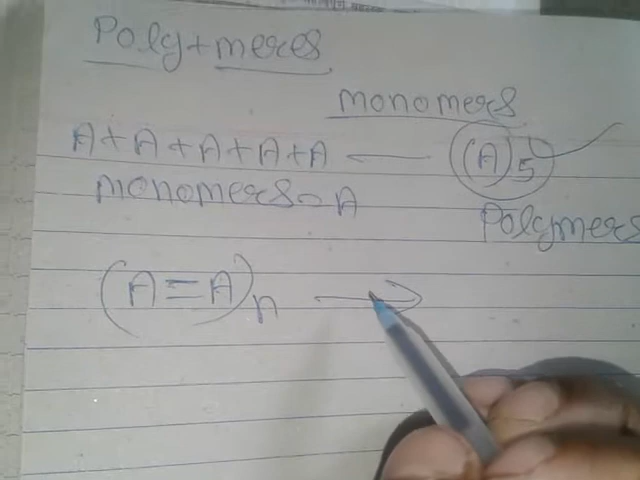 Poly+meres
monomers
A+A+A+A+A — (A)5
monomers - A
Polymers
(A=A)n →